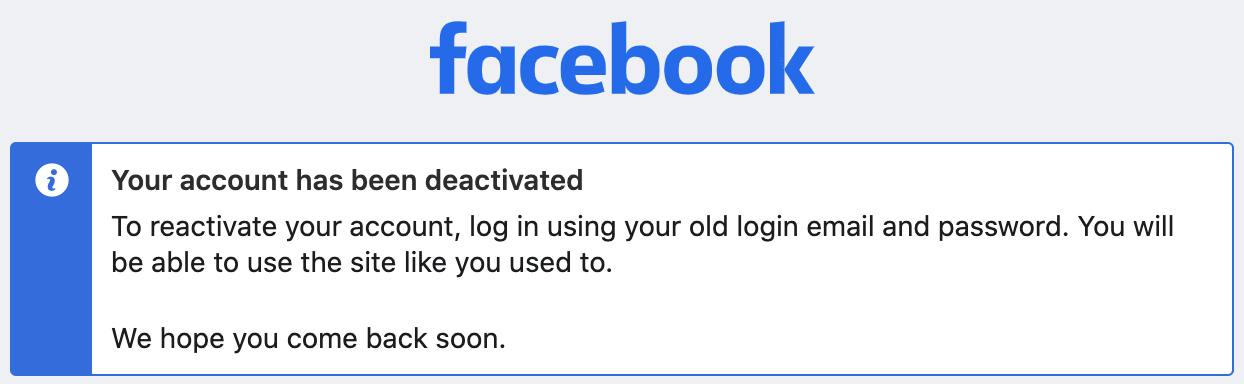 facebook
Your account has been deactivated
To reactivate your account, log in using your old login email and password. You will
be able to use the site like you used to.
We hope you come back soon.